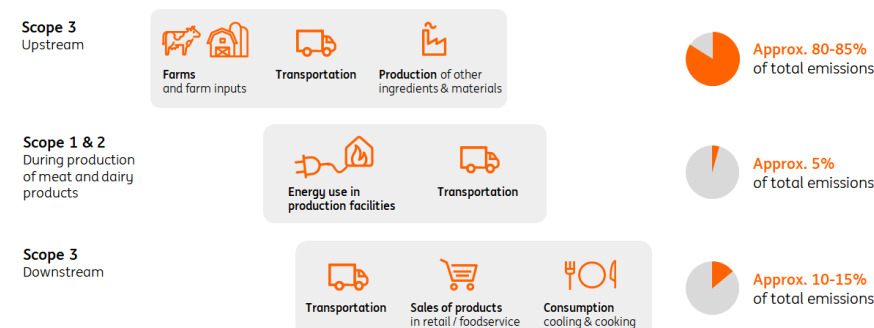 Scope 3
Upstream
Farms
and farm inputs
Transportation
Production of other
ingredients & materials
Approx. 80-85%
of total emissions
Scope 1 & 2
During production
of meat and dairy
products
Energy use in
production facilities
Transportation
Approx. 5%
of total emissions
Scope 3
Downstream
Transportation
Sales of products
in retail / foodservice
Consumption
cooling & cooking
Approx. 10-15%
of total emissions